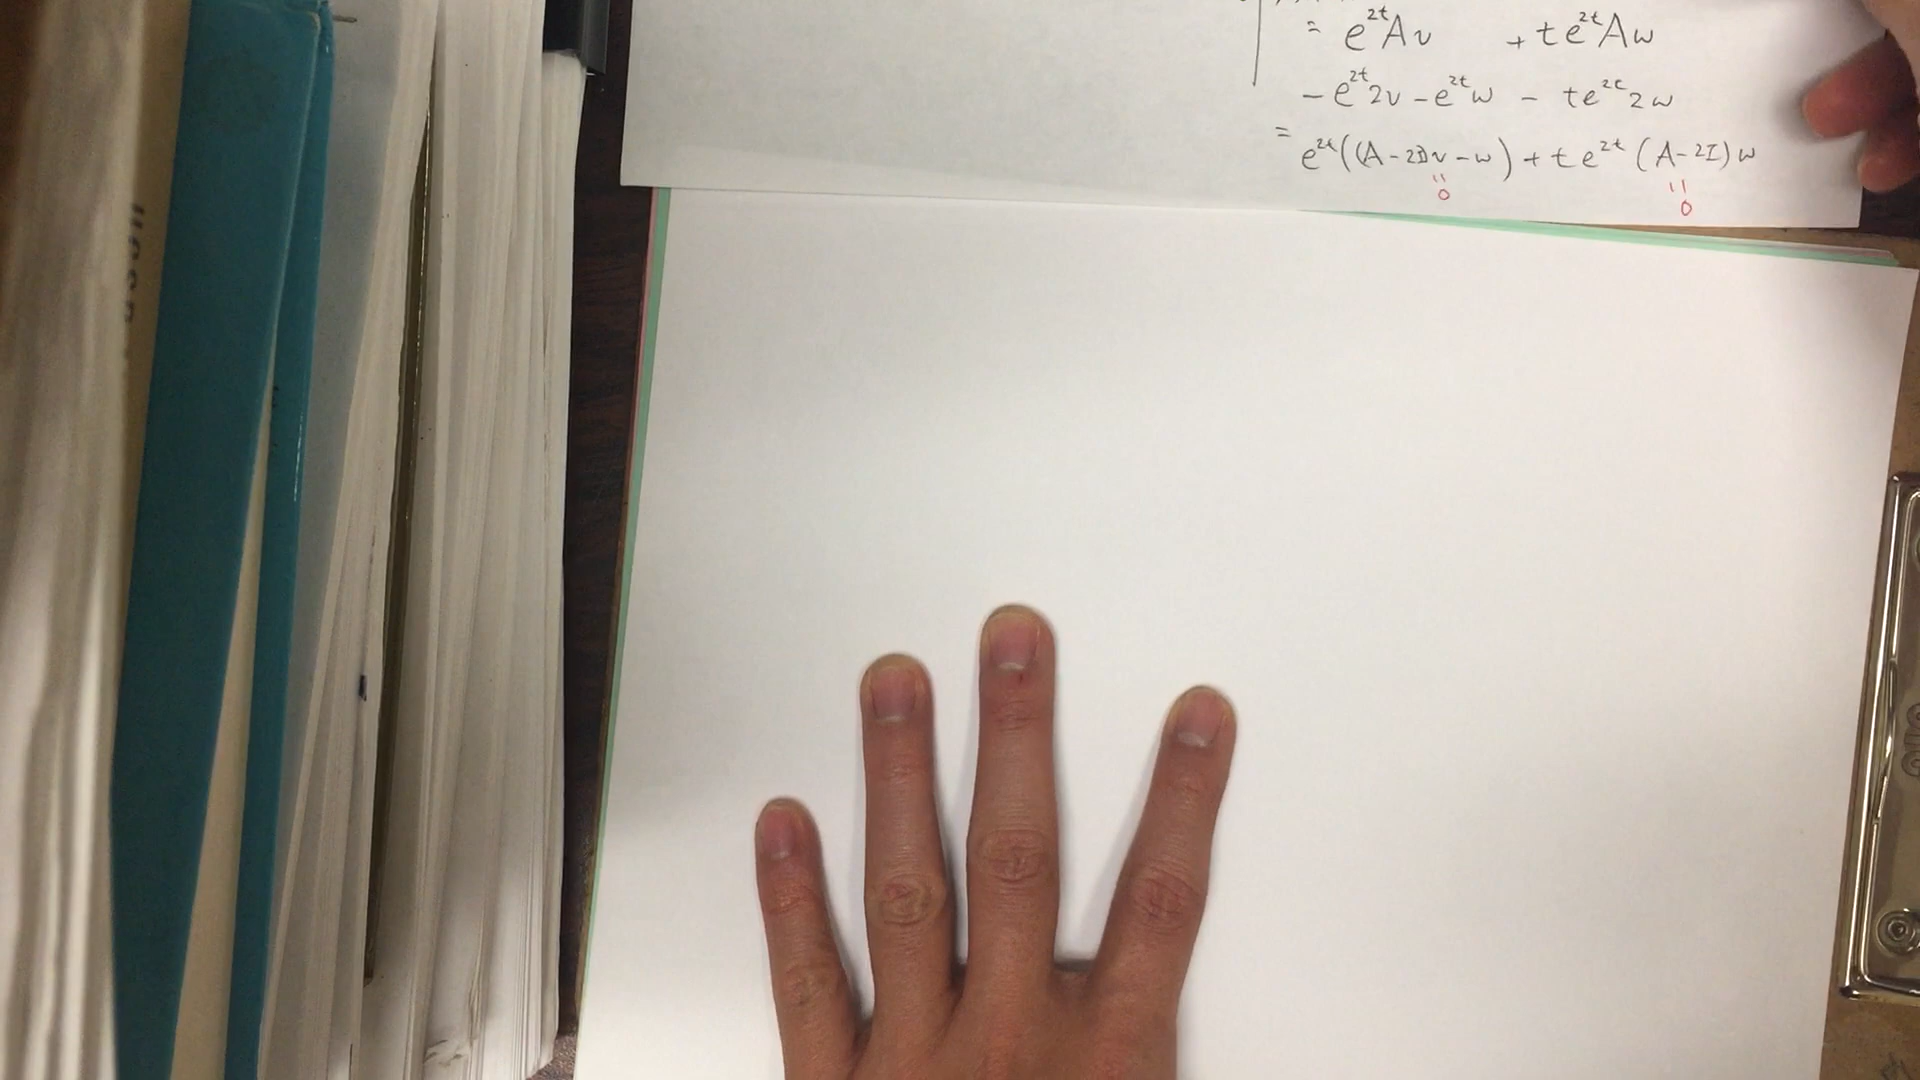 = e^{2t}Av + te^{2t}Aw
- e^{2t}2v - e^{2t}w - te^{2t}2w
=
e^{2t}((A-2I)v - w) + te^{2t}(A-2I)w
" "
0 0